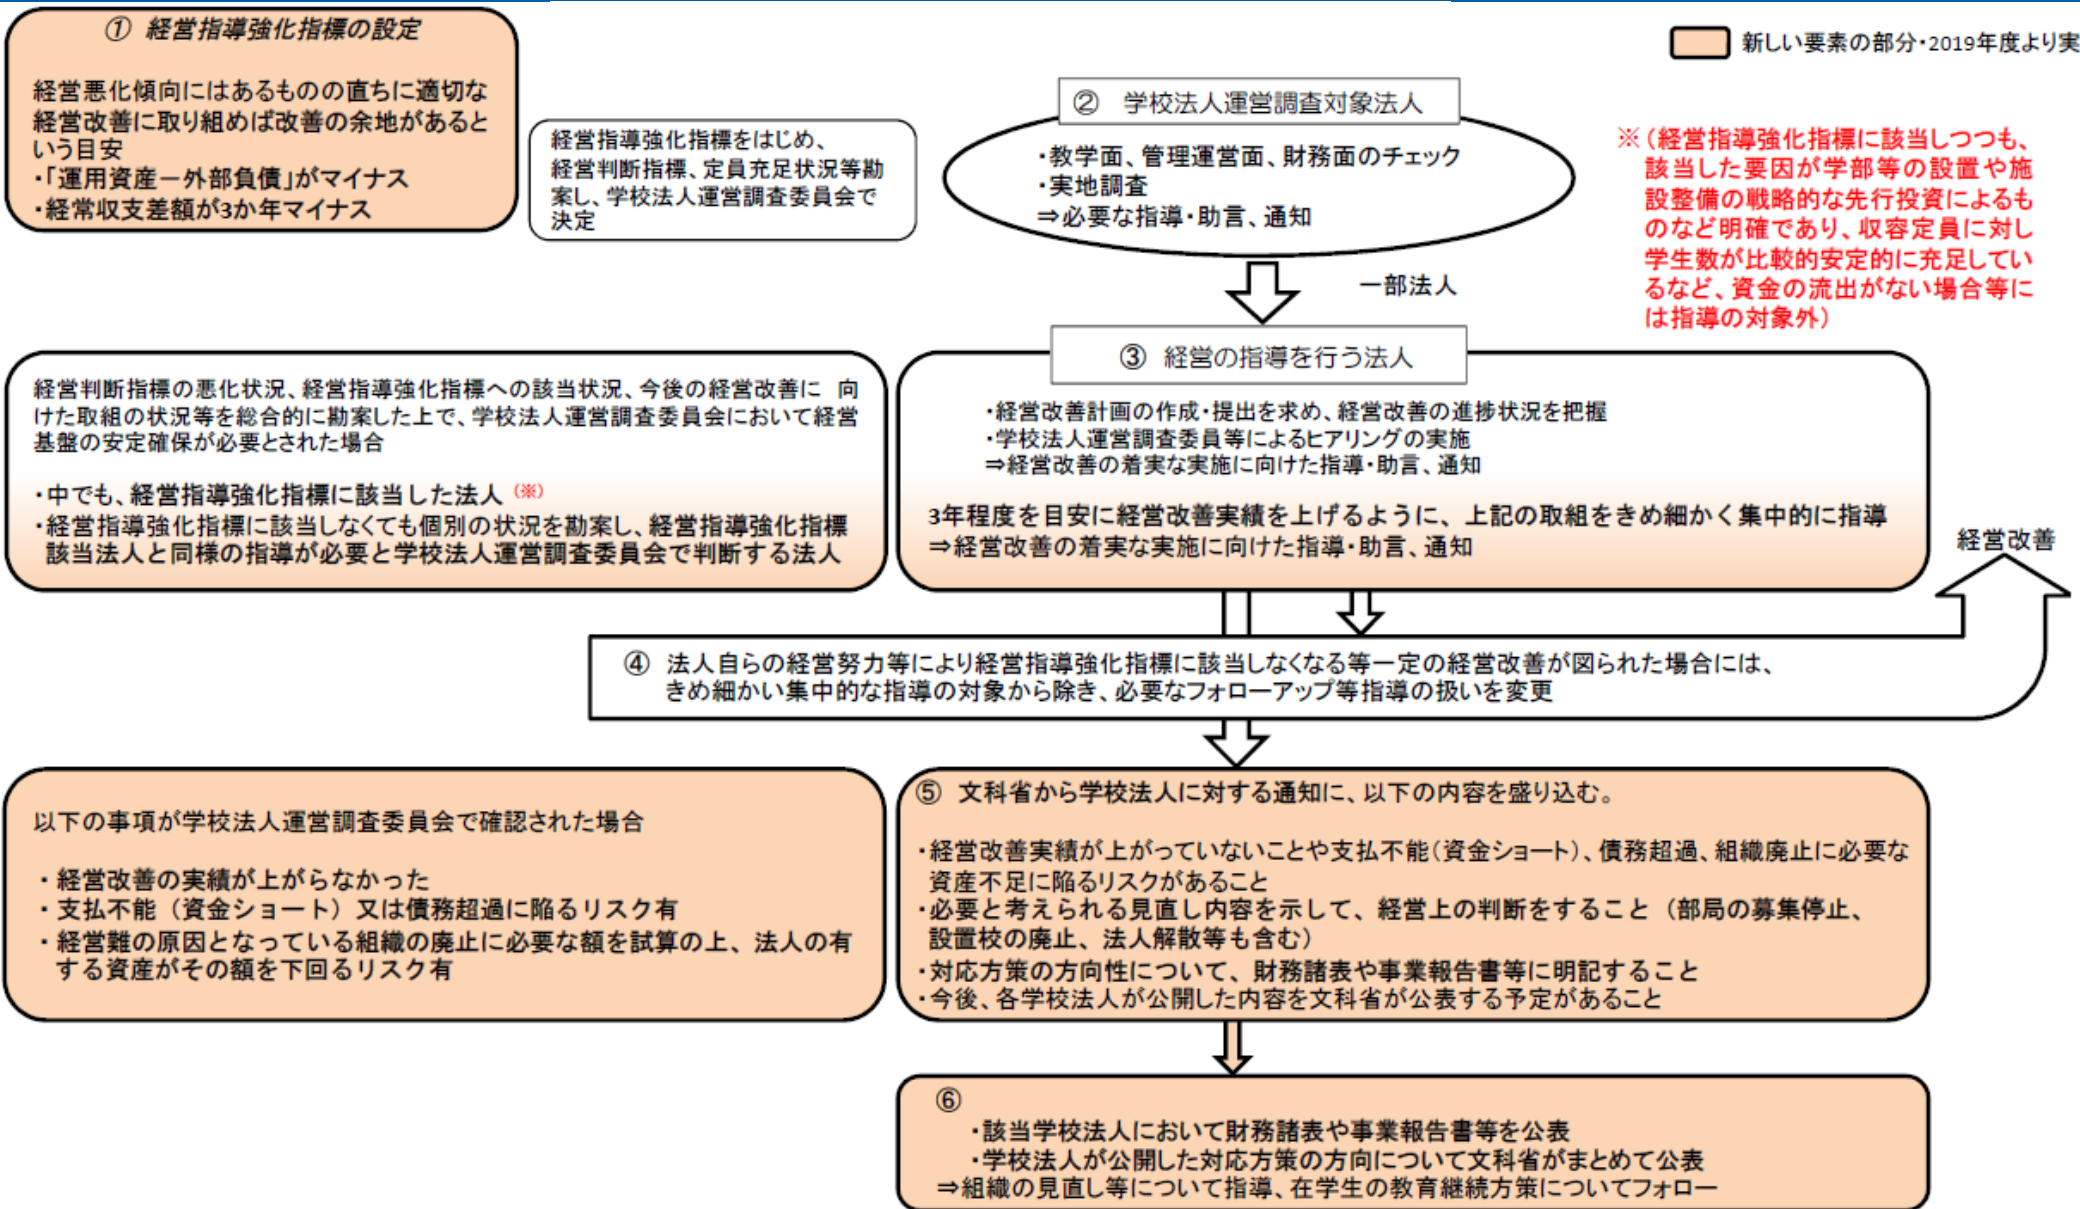 ① 経営指導強化指標の設定
経営悪化傾向にはあるものの直ちに適切な
経営改善に取り組めば改善の余地があると
いう目安
・「運用資産－外部負債」がマイナス
・経常収支差額が3か年マイナス
経営指導強化指標をはじめ、
経営判断指標、定員充足状況等勘
案し、学校法人運営調査委員会で
決定
② 学校法人運営調査対象法人
・教学面、管理運営面、財務面のチェック
・実地調査
⇒必要な指導・助言、通知
新しい要素の部分・2019年度より実
※（経営指導強化指標に該当しつつも、
該当した要因が学部等の設置や施
設整備の戦略的な先行投資によるも
のなど明確であり、収容定員に対し
学生数が比較的安定的に充足してい
るなど、資金の流出がない場合等に
は指導の対象外）
一部法人
経営判断指標の悪化状況、経営指導強化指標への該当状況、今後の経営改善に 向
けた取組の状況等を総合的に勘案した上で、学校法人運営調査委員会において経営
基盤の安定確保が必要とされた場合
・中でも、経営指導強化指標に該当した法人（※）
・経営指導強化指標に該当しなくても個別の状況を勘案し、経営指導強化指標
該当法人と同様の指導が必要と学校法人運営調査委員会で判断する法人
③ 経営の指導を行う法人
・経営改善計画の作成・提出を求め、経営改善の進捗状況を把握
・学校法人運営調査委員等によるヒアリングの実施
⇒経営改善の着実な実施に向けた指導・助言、通知
3年程度を目安に経営改善実績を上げるように、上記の取組をきめ細かく集中的に指導
⇒経営改善の着実な実施に向けた指導・助言、通知
経営改善
④ 法人自らの経営努力等により経営指導強化指標に該当しなくなる等一定の経営改善が図られた場合には、
きめ細かい集中的な指導の対象から除き、必要なフォローアップ等指導の扱いを変更
以下の事項が学校法人運営調査委員会で確認された場合
・経営改善の実績が上がらなかった
・支払不能（資金ショート）又は債務超過に陥るリスク有
・経営難の原因となっている組織の廃止に必要な額を試算の上、法人の有
する資産がその額を下回るリスク有
⑤ 文科省から学校法人に対する通知に、以下の内容を盛り込む。
・経営改善実績が上がっていないことや支払不能（資金ショート）、債務超過、組織廃止に必要な
資産不足に陥るリスクがあること
・必要と考えられる見直し内容を示して、経営上の判断をすること（部局の募集停止、
設置校の廃止、法人解散等も含む）
・対応方策の方向性について、財務諸表や事業報告書等に明記すること
・今後、各学校法人が公開した内容を文科省が公表する予定があること
⑥
・該当学校法人において財務諸表や事業報告書等を公表
・学校法人が公開した対応方策の方向について文科省がまとめて公表
⇒組織の見直し等について指導、在学生の教育継続方策についてフォロー